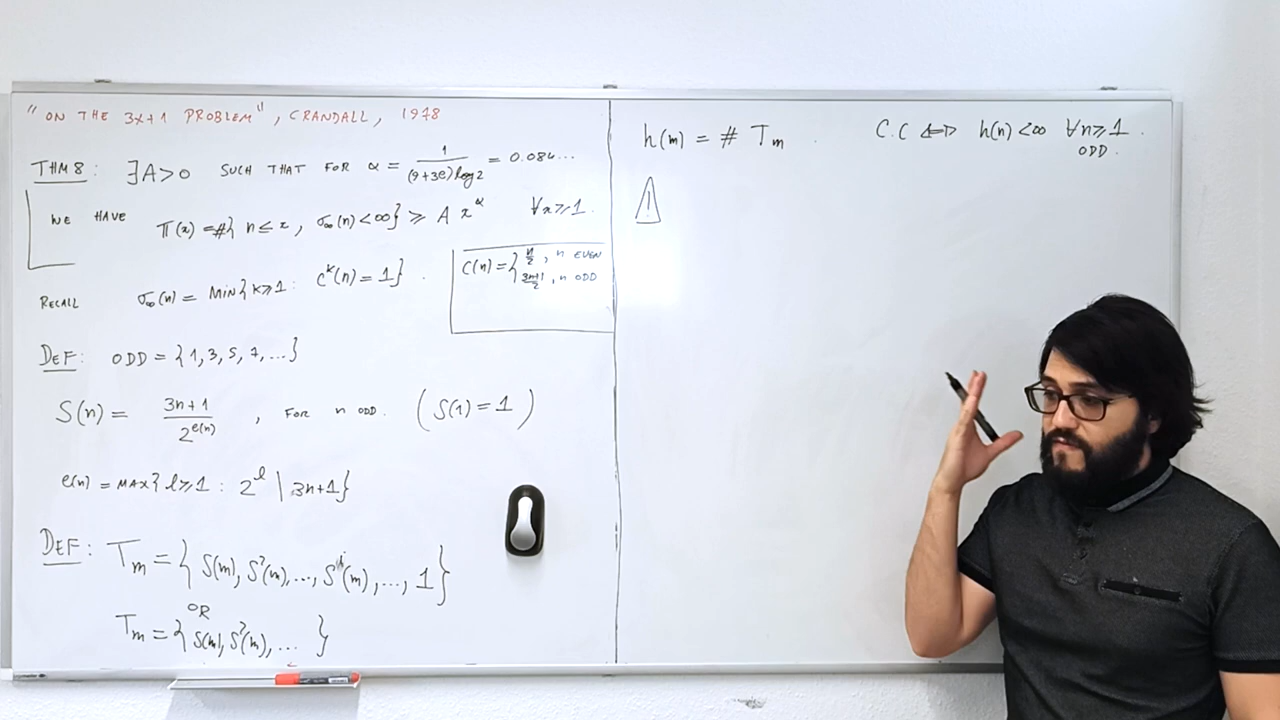 "ON THE 3x+1 PROBLEM", CRANDALL, 1978
THM 8: ∃A>0 SUCH THAT FOR α = 1/((9+3e) log 2) = 0.084...
WE HAVE π(x) = #{ n ≤ x, σ∞(n) < ∞} ≥ A x^α ∀x≥1.
RECALL σ∞(n) = MIN{ K≥1 : C^K(n) = 1}.
C(n) = { n/2, n EVEN
(3n+1)/2, n ODD
DEF: ODD = {1, 3, 5, 7, ...}
S(n) = (3n+1)/2^e(n), FOR n ODD. (S(1) = 1)
e(n) = MAX{ l≥1 : 2^l | 3n+1}
DEF: T_m = { S(m), S²(m), ..., S^i(m), ..., 1}
OR
T_m = { S(m), S²(m), ... }
h(m) = # T_m .
C.C ⟺ h(n) < ∞ ∀n≥1.
ODD.
!